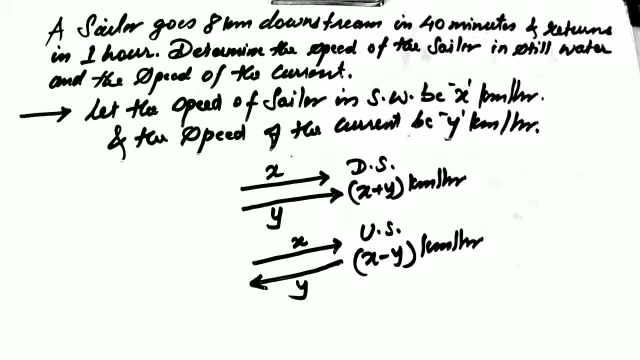 A Sailor goes 8 km downstream in 40 minutes & returns
in 1 hour. Determine the speed of the Sailor in still water
and the Speed of the Current.
→ Let the speed of Sailor in S.W. be 'x' km/hr.
& the Speed of the Current be 'y' km/hr.
x D.S.
y (x+y) km/hr
x U.S.
(x-y) km/hr
y